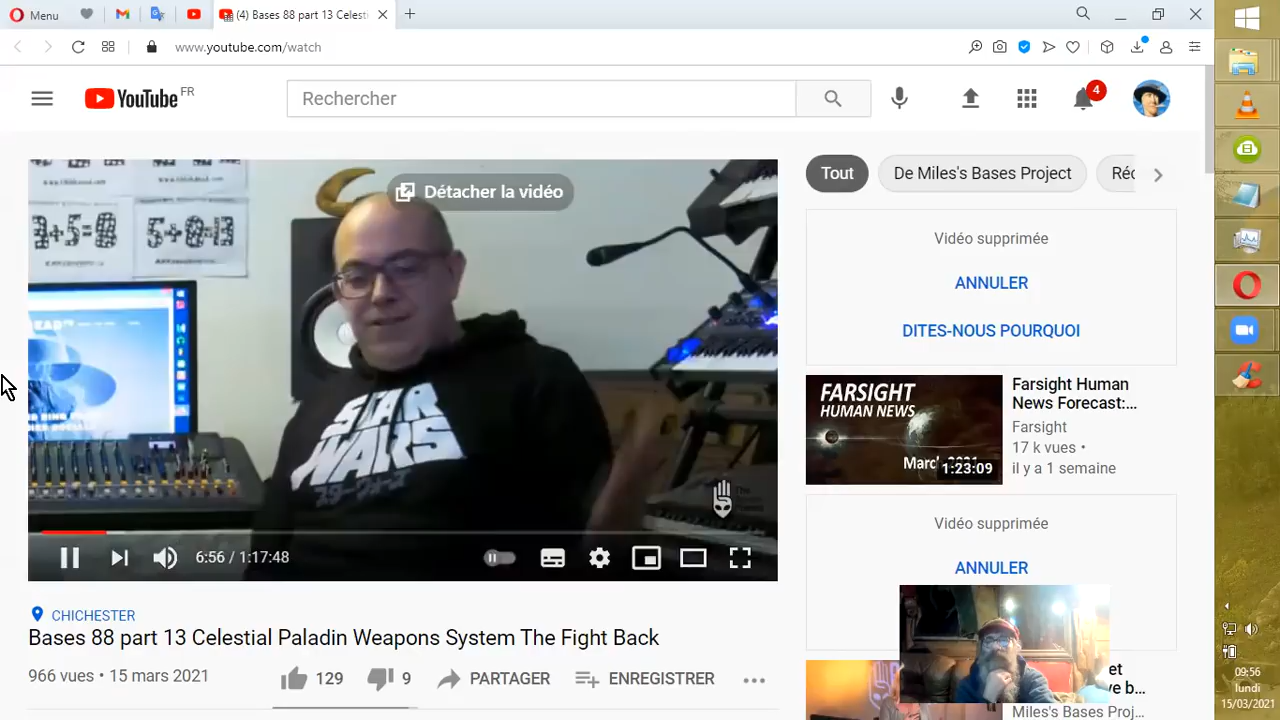 Menu
(4) Bases 88 part 13 Celesti
www.youtube.com/watch
YouTube FR
Rechercher
4
Détacher la vidéo
3+5=8
5+8=13
STAR
WARS
6:56 / 1:17:48
CHICHESTER
Bases 88 part 13 Celestial Paladin Weapons System The Fight Back
966 vues • 15 mars 2021
129
9
PARTAGER
ENREGISTRER
Tout
De Miles's Bases Project
Réc
Vidéo supprimée
ANNULER
DITES-NOUS POURQUOI
FARSIGHT
HUMAN NEWS
1:23:09
Farsight Human
News Forecast:...
Farsight
17 k vues •
il y a 1 semaine
Vidéo supprimée
ANNULER
et
ve b...
Miles's Bases Proj...
09:56
lundi
15/03/2021